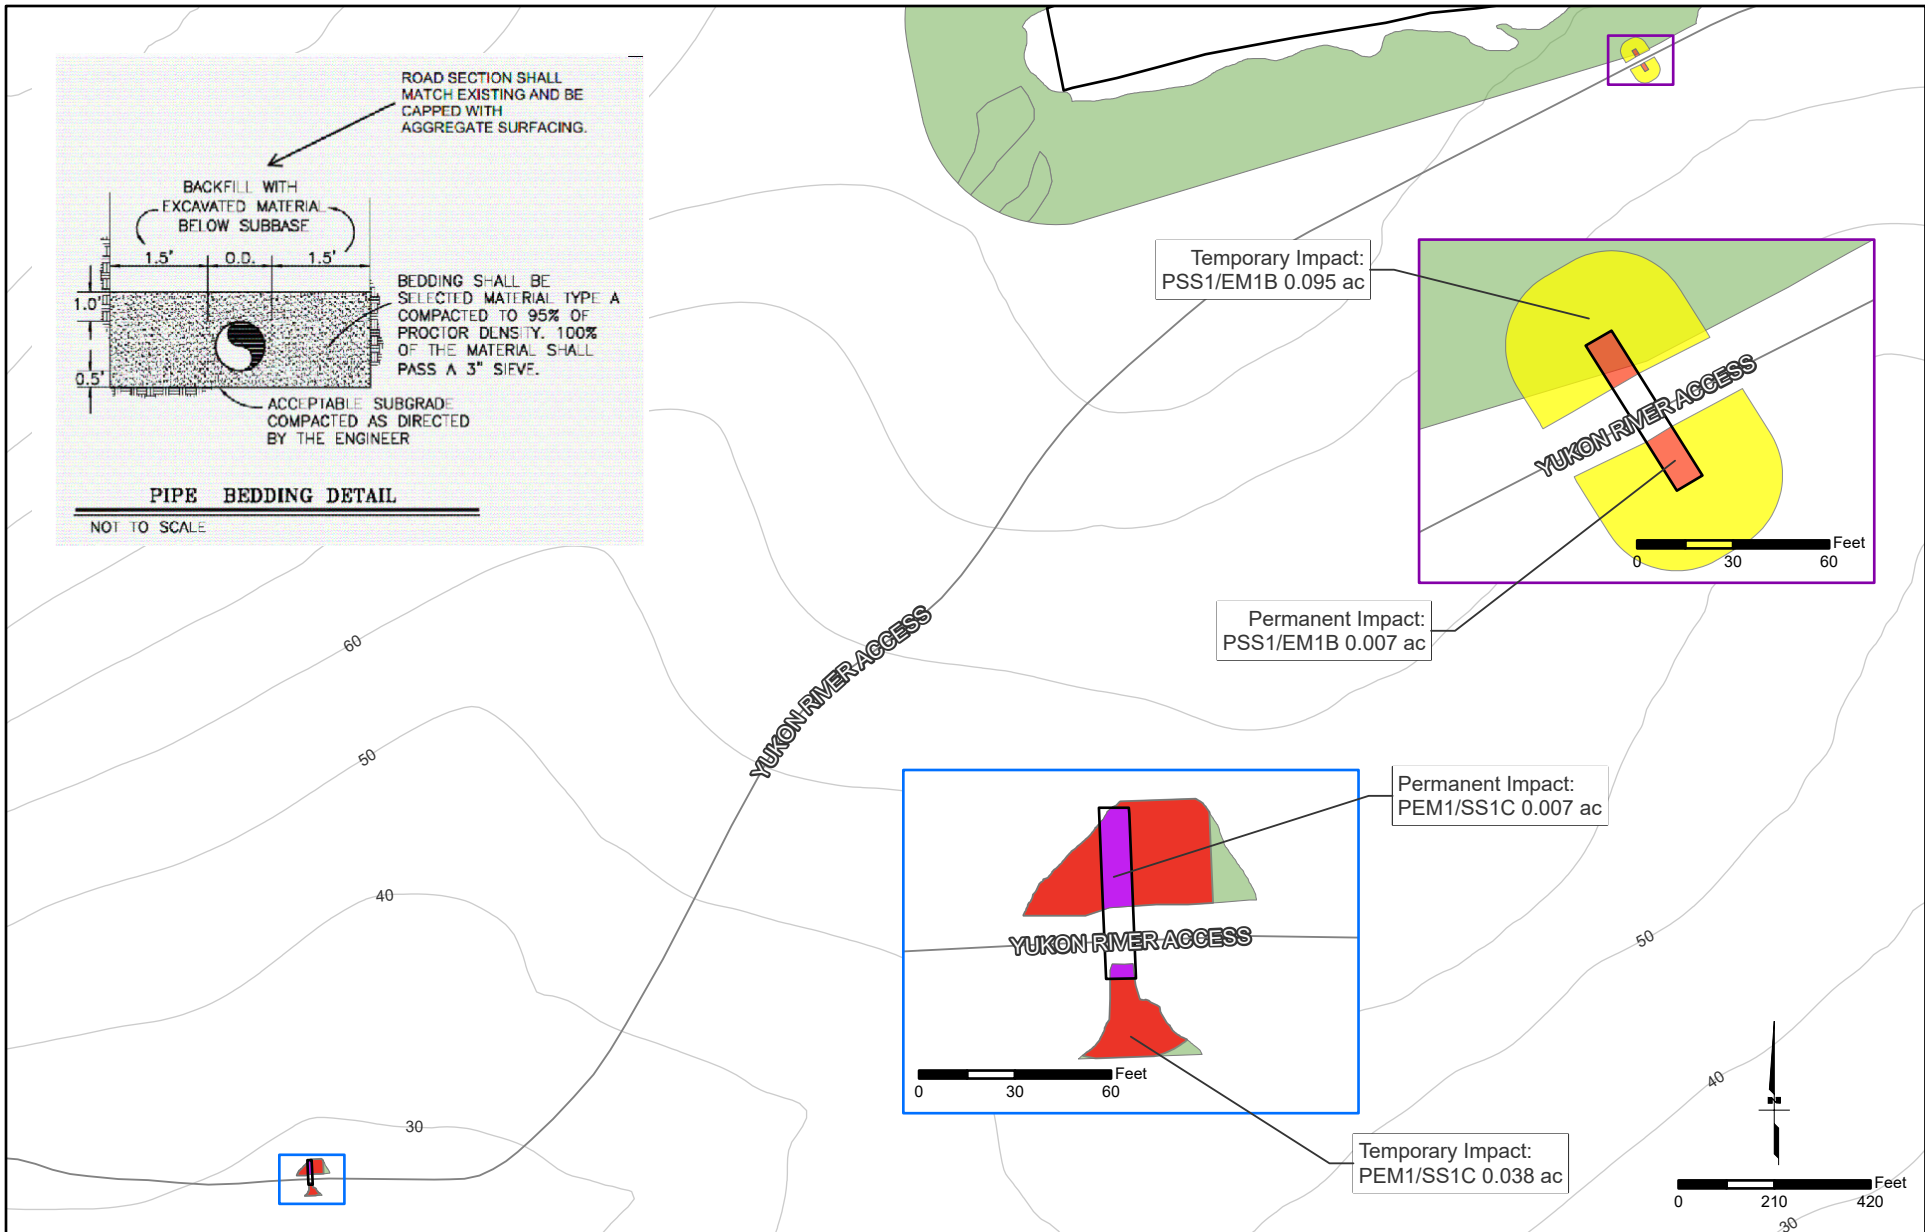 ROAD SECTION SHALL
MATCH EXISTING AND BE
CAPPED WITH
AGGREGATE SURFACING.
BACKFILL WITH
EXCAVATED MATERIAL
BELOW SUBBASE
1.5' O.D. 1.5'
1.0'
0.5'
BEDDING SHALL BE
SELECTED MATERIAL TYPE A
COMPACTED TO 95% OF
PROCTOR DENSITY. 100%
OF THE MATERIAL SHALL
PASS A 3" SIEVE.
ACCEPTABLE SUBGRADE
COMPACTED AS DIRECTED
BY THE ENGINEER
PIPE BEDDING DETAIL
NOT TO SCALE
Temporary Impact:
PSS1/EM1B 0.095 ac
YUKON RIVER ACCESS
Feet
0 30 60
Permanent Impact:
PSS1/EM1B 0.007 ac
YUKON RIVER ACCESS
60
50
40
30
Permanent Impact:
PEM1/SS1C 0.007 ac
YUKON RIVER ACCESS
Feet
0 30 60
Temporary Impact:
PEM1/SS1C 0.038 ac
50
40
30
N
Feet
0 210 420